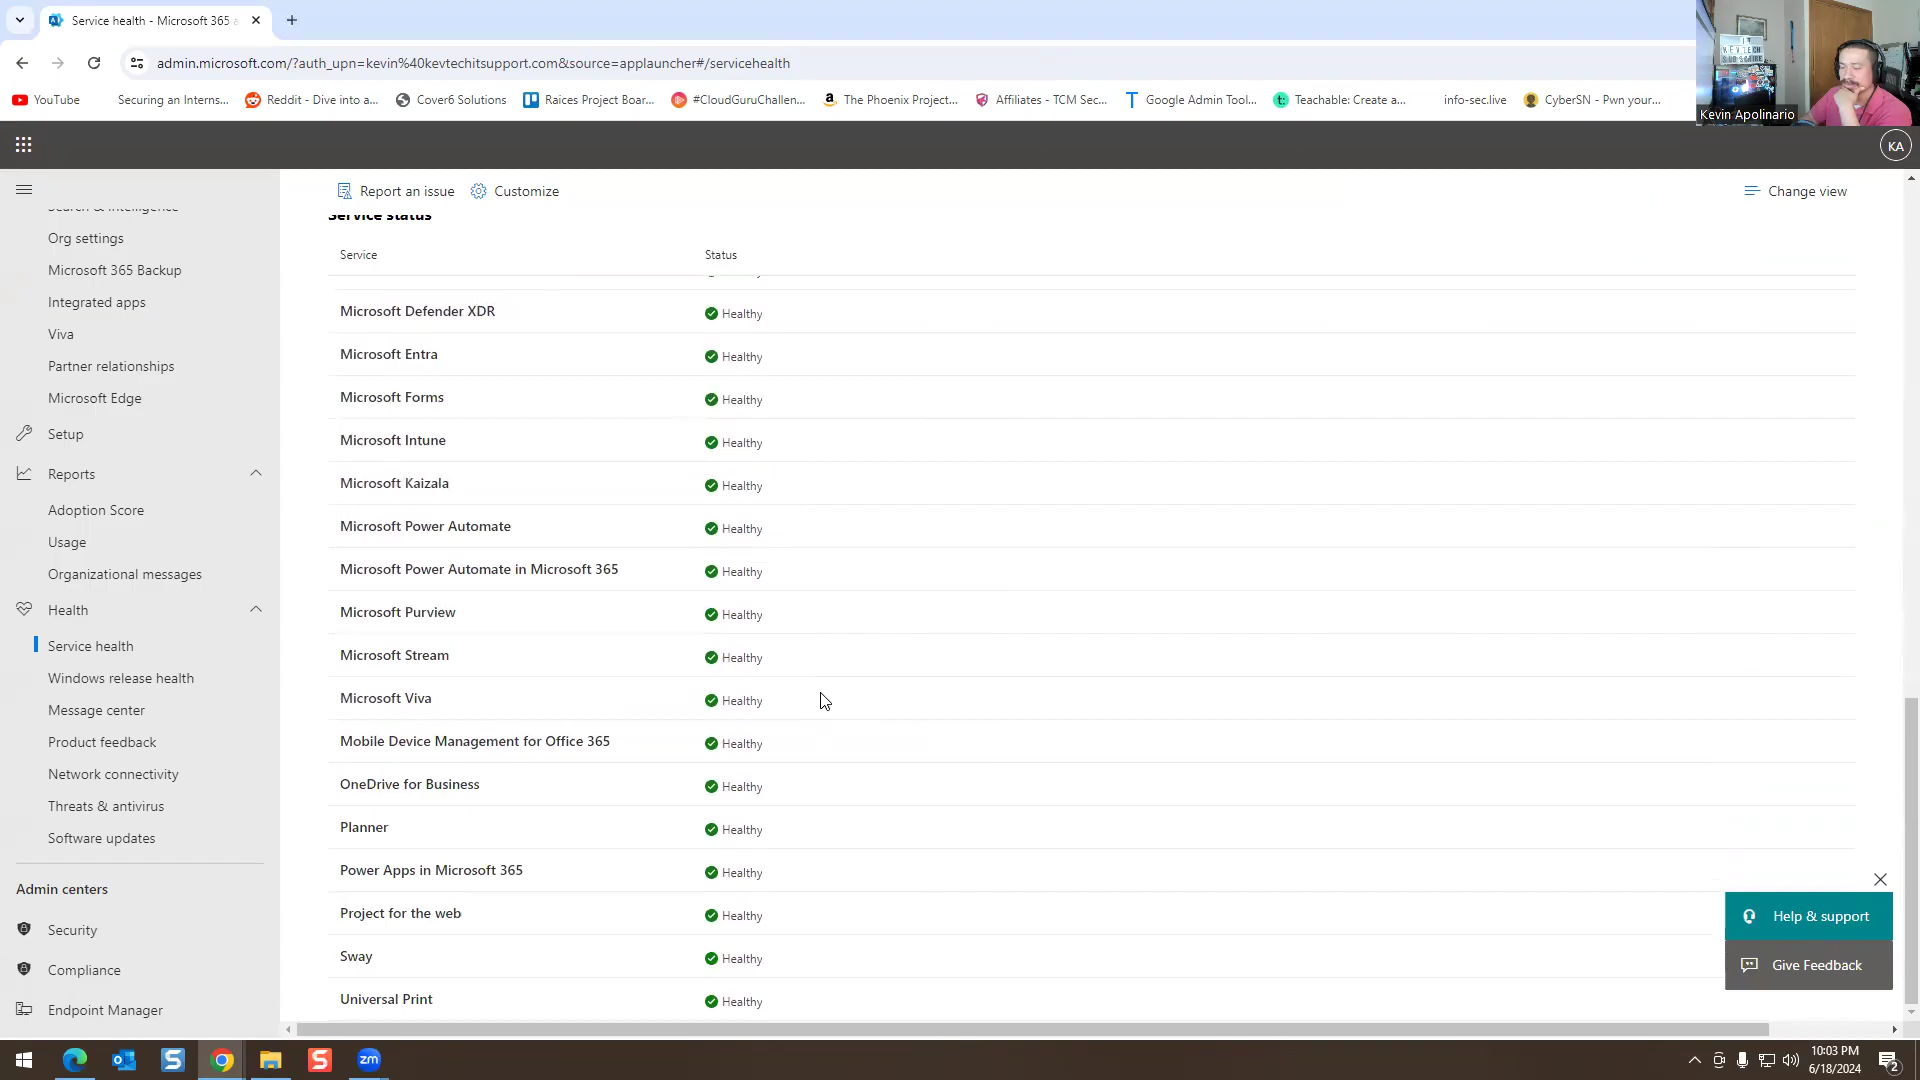 Service health - Microsoft 365 a
admin.microsoft.com/?auth_upn=kevin%40kevtechitsupport.com&source=applauncher#/servicehealth
YouTube
Securing an Interns...
Reddit - Dive into a...
Cover6 Solutions
Raices Project Boar...
#CloudGuruChallen...
The Phoenix Project...
Affiliates - TCM Sec...
Google Admin Tool...
Teachable: Create a...
info-sec.live
CyberSN - Pwn your...
Kevin Apolinario
KA
Report an issue
Customize
Change view
Search & intelligence
Org settings
Microsoft 365 Backup
Integrated apps
Viva
Partner relationships
Microsoft Edge
Setup
Reports
Adoption Score
Usage
Organizational messages
Health
Service health
Windows release health
Message center
Product feedback
Network connectivity
Threats & antivirus
Software updates
Admin centers
Security
Compliance
Endpoint Manager
Service status
Service Status
Microsoft Defender XDR Healthy
Microsoft Entra Healthy
Microsoft Forms Healthy
Microsoft Intune Healthy
Microsoft Kaizala Healthy
Microsoft Power Automate Healthy
Microsoft Power Automate in Microsoft 365 Healthy
Microsoft Purview Healthy
Microsoft Stream Healthy
Microsoft Viva Healthy
Mobile Device Management for Office 365 Healthy
OneDrive for Business Healthy
Planner Healthy
Power Apps in Microsoft 365 Healthy
Project for the web Healthy
Sway Healthy
Universal Print Healthy
Help & support
Give Feedback
zm
10:03 PM
6/18/2024
2